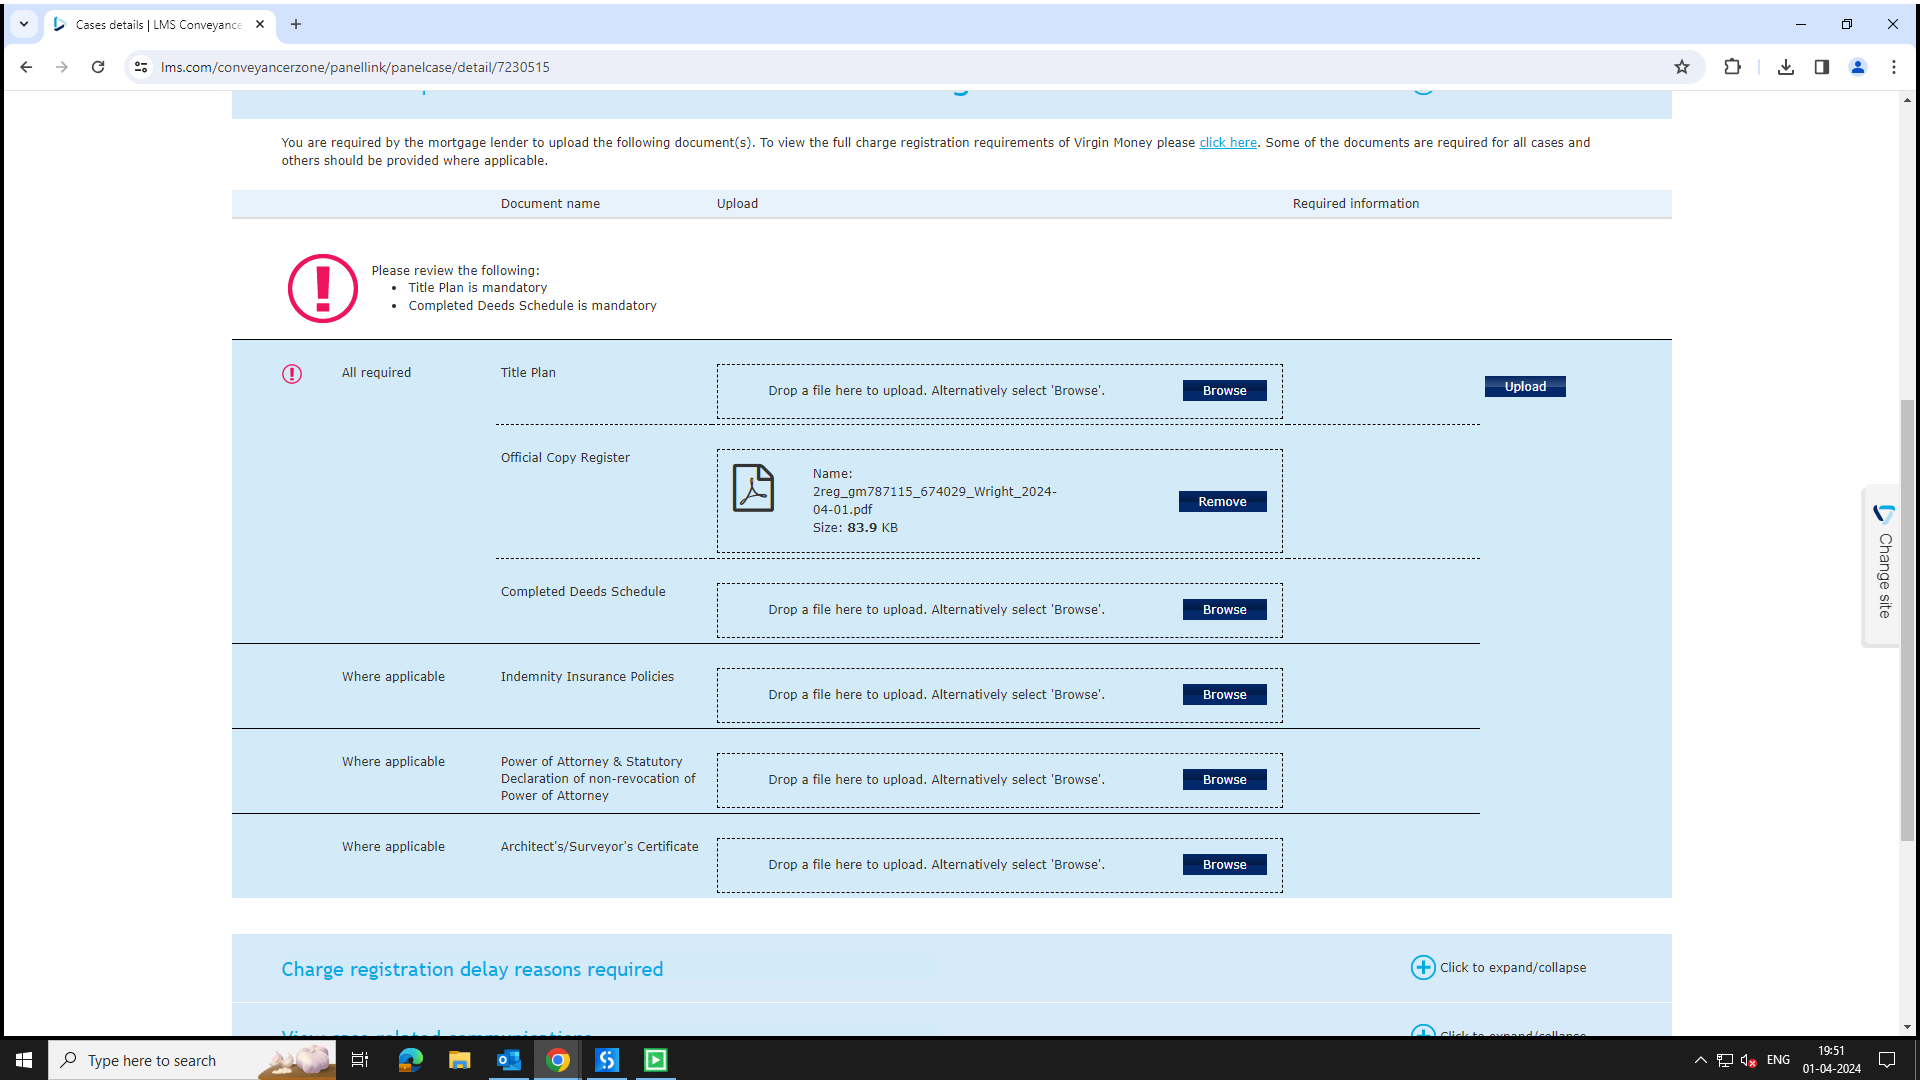 Cases details | LMS Conveyance
lms.com/conveyancerzone/panellink/panelcase/detail/7230515
You are required by the mortgage lender to upload the following document(s). To view the full charge registration requirements of Virgin Money please click here. Some of the documents are required for all cases and
others should be provided where applicable.
Document name Upload Required information
Please review the following:
• Title Plan is mandatory
• Completed Deeds Schedule is mandatory
All required Title Plan Drop a file here to upload. Alternatively select 'Browse'. Browse Upload
Official Copy Register
Name:
2reg_gm787115_674029_Wright_2024-
04-01.pdf
Size: 83.9 KB
Remove
Completed Deeds Schedule Drop a file here to upload. Alternatively select 'Browse'. Browse
Where applicable Indemnity Insurance Policies Drop a file here to upload. Alternatively select 'Browse'. Browse
Where applicable Power of Attorney & Statutory
Declaration of non-revocation of
Power of Attorney
Drop a file here to upload. Alternatively select 'Browse'. Browse
Where applicable Architect's/Surveyor's Certificate Drop a file here to upload. Alternatively select 'Browse'. Browse
Change site
Charge registration delay reasons required Click to expand/collapse
View case related communications Click to expand/collapse
Type here to search
ENG
19:51
01-04-2024